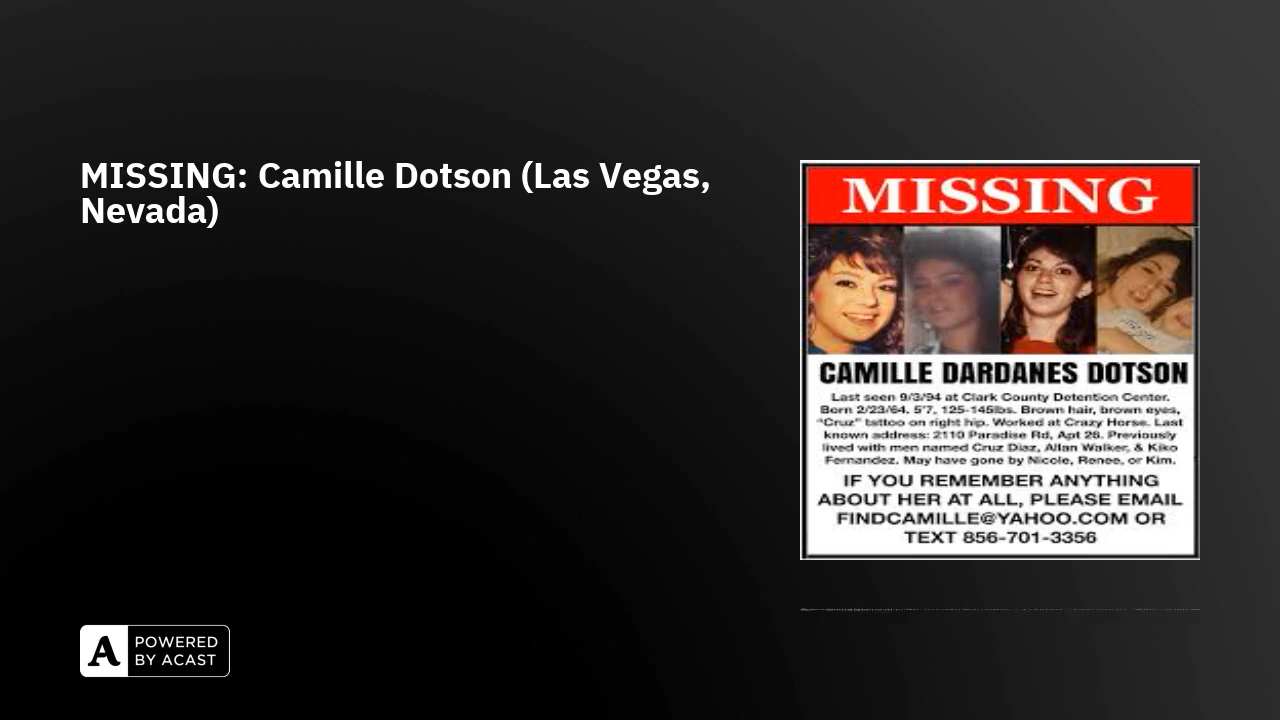 MISSING: Camille Dotson (Las Vegas,
Nevada)
MISSING
CAMILLE DARDANES DOTSON
Last seen 9/3/94 at Clark County Detention Center.
Born 2/23/64. 5'7, 125-145lbs. Brown hair, brown eyes,
"Cruz" tattoo on right hip. Worked at Crazy Horse. Last
known address: 2110 Paradise Rd, Apt 26. Previously
lived with men named Cruz Diaz, Allan Walker, & Kiko
Fernandez. May have gone by Nicole, Renee, or Kim.
IF YOU REMEMBER ANYTHING
ABOUT HER AT ALL, PLEASE EMAIL
FINDCAMILLE@YAHOO.COM OR
TEXT 856-701-3356
A
POWERED
BY ACAST